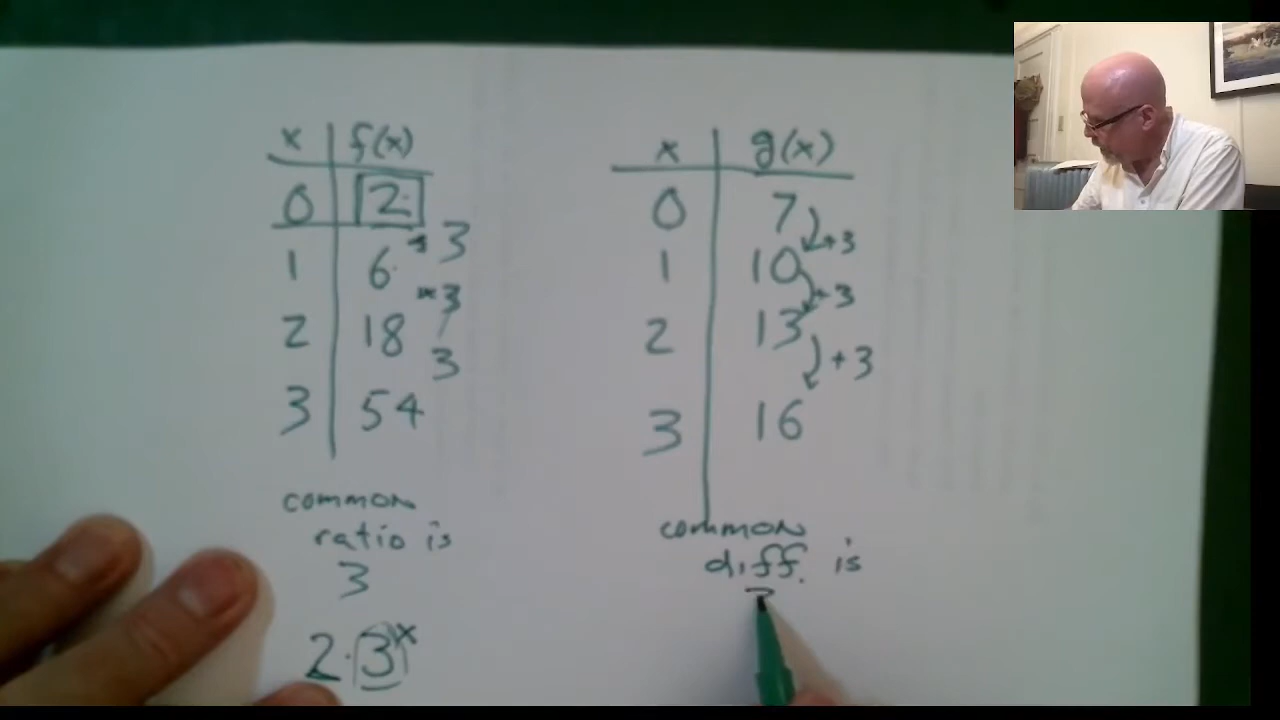 x f(x)
0 2
1 6
2 18
3 54
3
3
3
common
ratio is
3
2·3ˣ
x g(x)
0 7
1 10
2 13
3 16
+3
+3
+3
common
diff. is